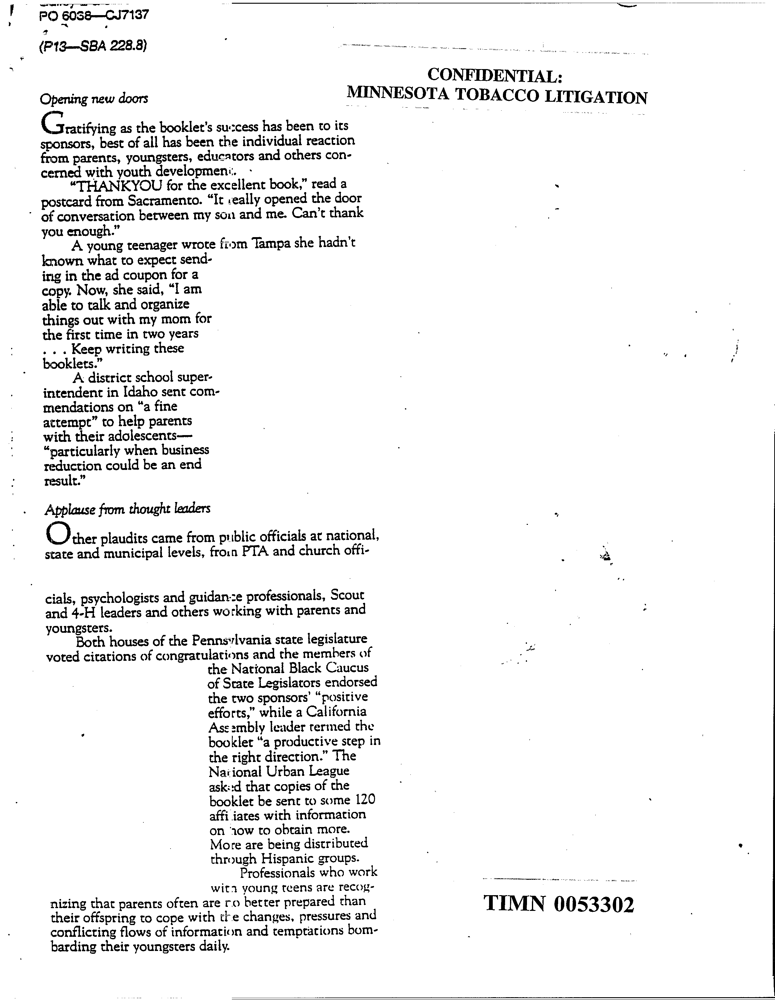 PO 6038—CJ7137
(P13—SBA 228.8)
CONFIDENTIAL:
MINNESOTA TOBACCO LITIGATION
Opening new doors
Gratifying as the booklet's success has been to its
sponsors, best of all has been the individual reaction
from parents, youngsters, educators and others con-
cerned with youth development.
"THANKYOU for the excellent book," read a
postcard from Sacramento. "It really opened the door
of conversation between my son and me. Can't thank
you enough."
A young teenager wrote from Tampa she hadn't
known what to expect send-
ing in the ad coupon for a
copy. Now, she said, "I am
able to talk and organize
things out with my mom for
the first time in two years
. . . Keep writing these
booklets."
A district school super-
intendent in Idaho sent com-
mendations on "a fine
attempt" to help parents
with their adolescents—
"particularly when business
reduction could be an end
result."
Applause from thought leaders
Other plaudits came from public officials at national,
state and municipal levels, from PTA and church offi-
cials, psychologists and guidance professionals, Scout
and 4-H leaders and others working with parents and
youngsters.
Both houses of the Pennsylvania state legislature
voted citations of congratulations and the members of
the National Black Caucus
of State Legislators endorsed
the two sponsors' "positive
efforts," while a California
Assembly leader termed the
booklet "a productive step in
the right direction." The
National Urban League
asked that copies of the
booklet be sent to some 120
affiliates with information
on how to obtain more.
More are being distributed
through Hispanic groups.
Professionals who work
with young teens are recog-
nizing that parents often are no better prepared than
their offspring to cope with the changes, pressures and
conflicting flows of information and temptations bom-
barding their youngsters daily.
TIMN 0053302